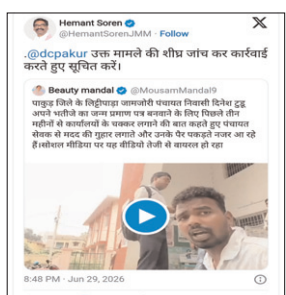 Hemant Soren
@HemantSorenJMM · Follow
X
.@dcpakur उक्त मामले की शीघ्र जांच कर कार्रवाई
करते हुए सूचित करें।
Beauty mandal @MousamMandal9
पाकुड़ जिले के लिट्टीपाड़ा जामजोरी पंचायत निवासी दिनेश टुडू
अपने भतीजे का जन्म प्रमाण पत्र बनवाने के लिए पिछले तीन
महीनों से कार्यालयों के चक्कर लगाने की बात कहते हुए पंचायत
सेवक से मदद की गुहार लगाते और उनके पैर पकड़ते नजर आ रहे
हैं।सोशल मीडिया पर यह वीडियो तेजी से वायरल हो रहा
8:48 PM · Jun 29, 2026